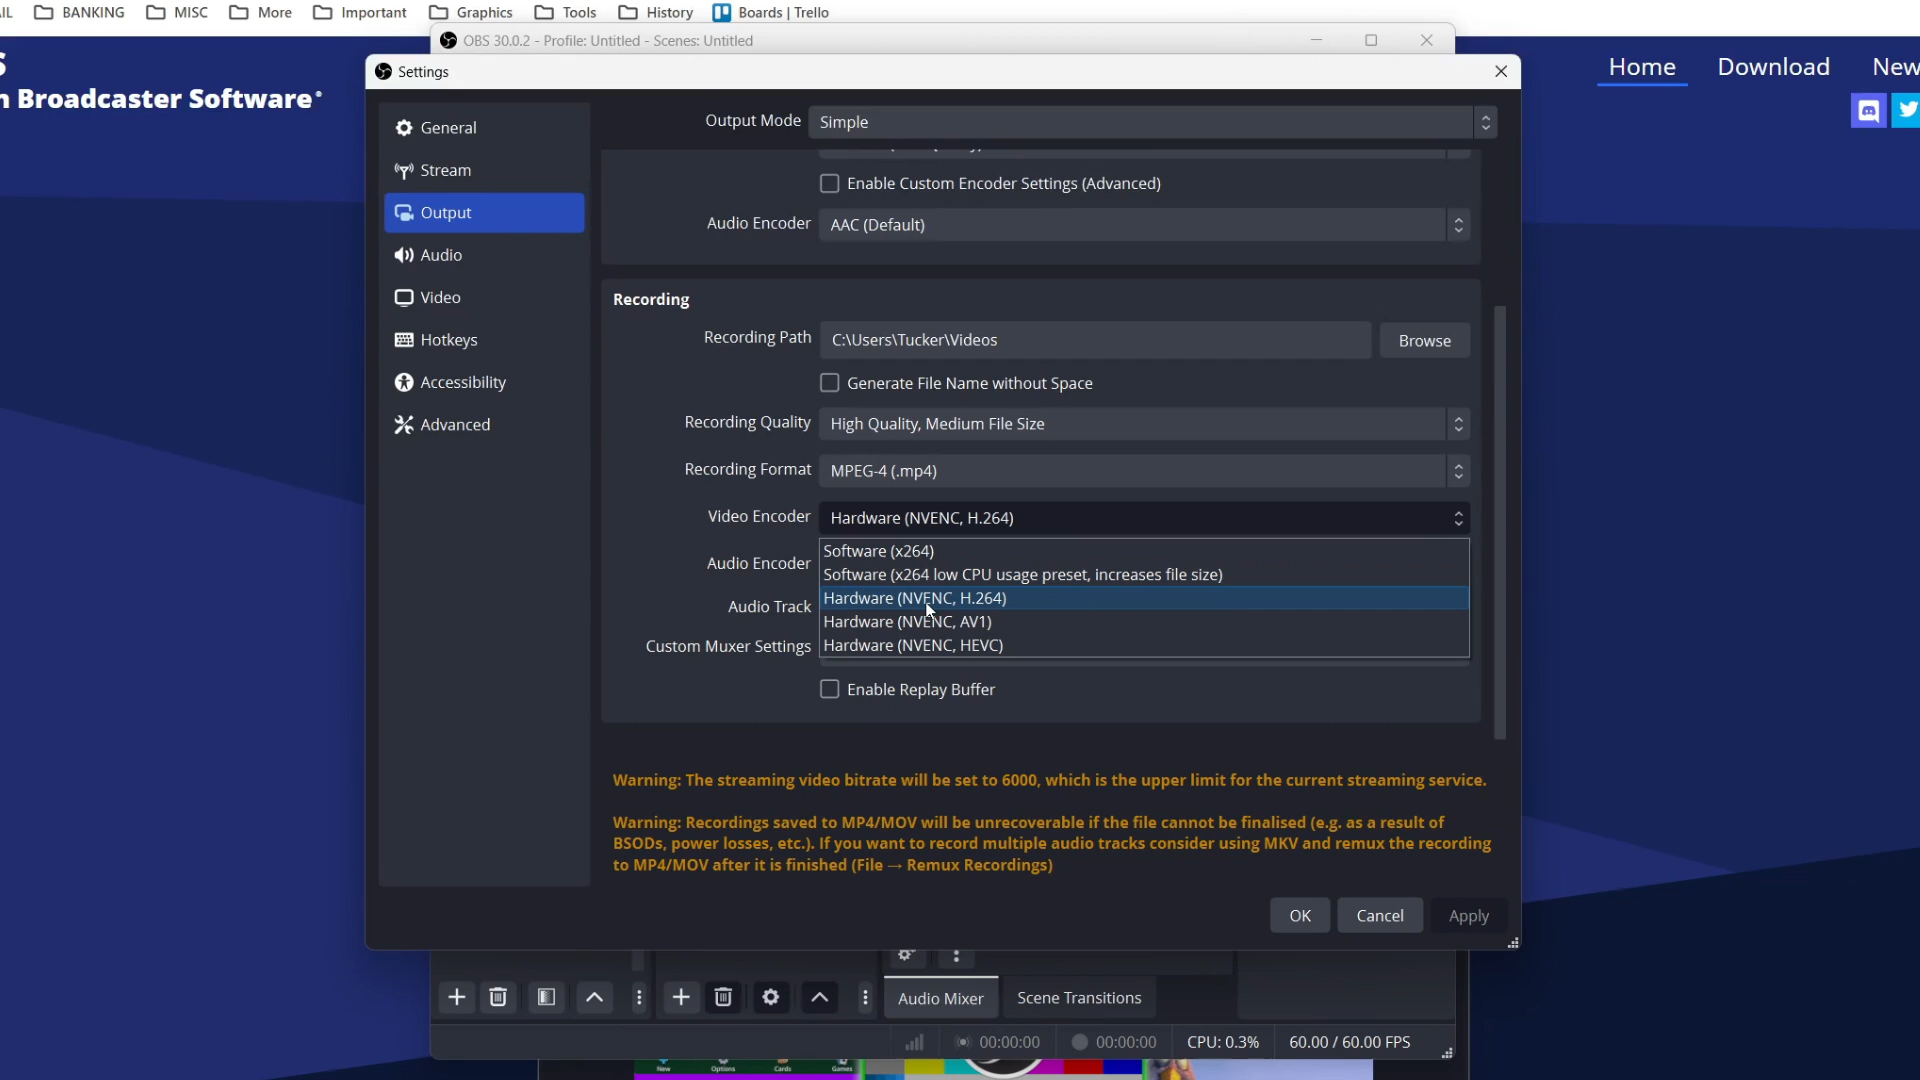 BANKING MISC More Important Graphics Tools History Boards | Trello
OBS 30.0.2 - Profile: Untitled - Scenes: Untitled
Settings
Home Download New
Broadcaster Software
General
Stream
Output
Audio
Video
Hotkeys
Accessibility
Advanced
Output Mode Simple
Enable Custom Encoder Settings (Advanced)
Audio Encoder AAC (Default)
Recording
Recording Path C:\Users\Tucker\Videos Browse
Generate File Name without Space
Recording Quality High Quality, Medium File Size
Recording Format MPEG-4 (.mp4)
Video Encoder Hardware (NVENC, H.264)
Software (x264)
Audio Encoder Software (x264 low CPU usage preset, increases file size)
Hardware (NVENC, H.264)
Audio Track
Hardware (NVENC, AV1)
Custom Muxer Settings Hardware (NVENC, HEVC)
Enable Replay Buffer
Warning: The streaming video bitrate will be set to 6000, which is the upper limit for the current streaming service.
Warning: Recordings saved to MP4/MOV will be unrecoverable if the file cannot be finalised (e.g. as a result of
BSODs, power losses, etc.). If you want to record multiple audio tracks consider using MKV and remux the recording
to MP4/MOV after it is finished (File → Remux Recordings)
OK Cancel Apply
Audio Mixer Scene Transitions
00:00:00 00:00:00 CPU: 0.3% 60.00 / 60.00 FPS
New Options Cards Games